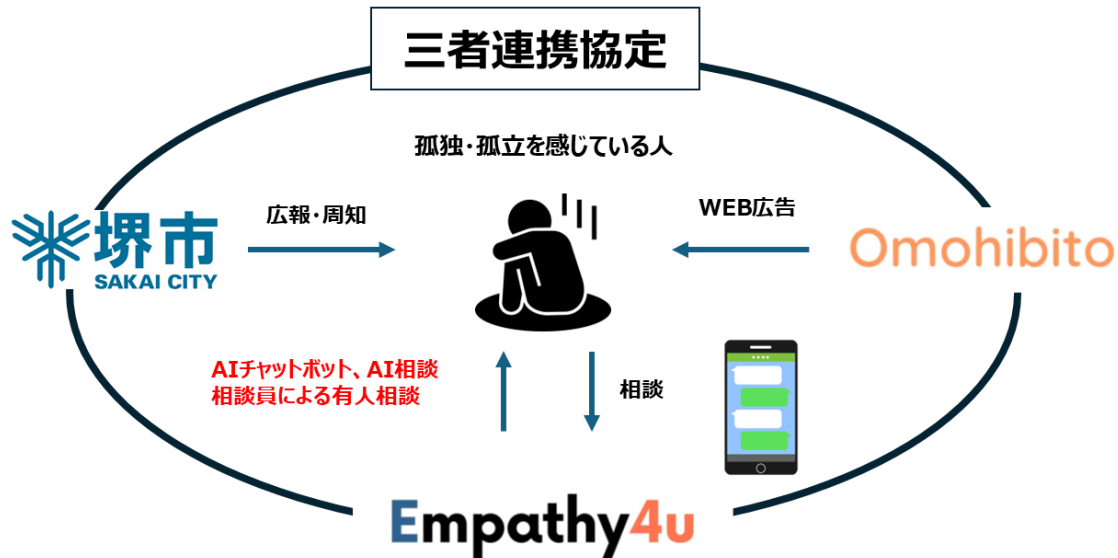 三者連携協定
孤独・孤立を感じている人
広報・周知
WEB広告
堺市
SAKAI CITY
Omohibito
AIチャットボット、AI相談
相談員による有人相談
相談
Empathy4u